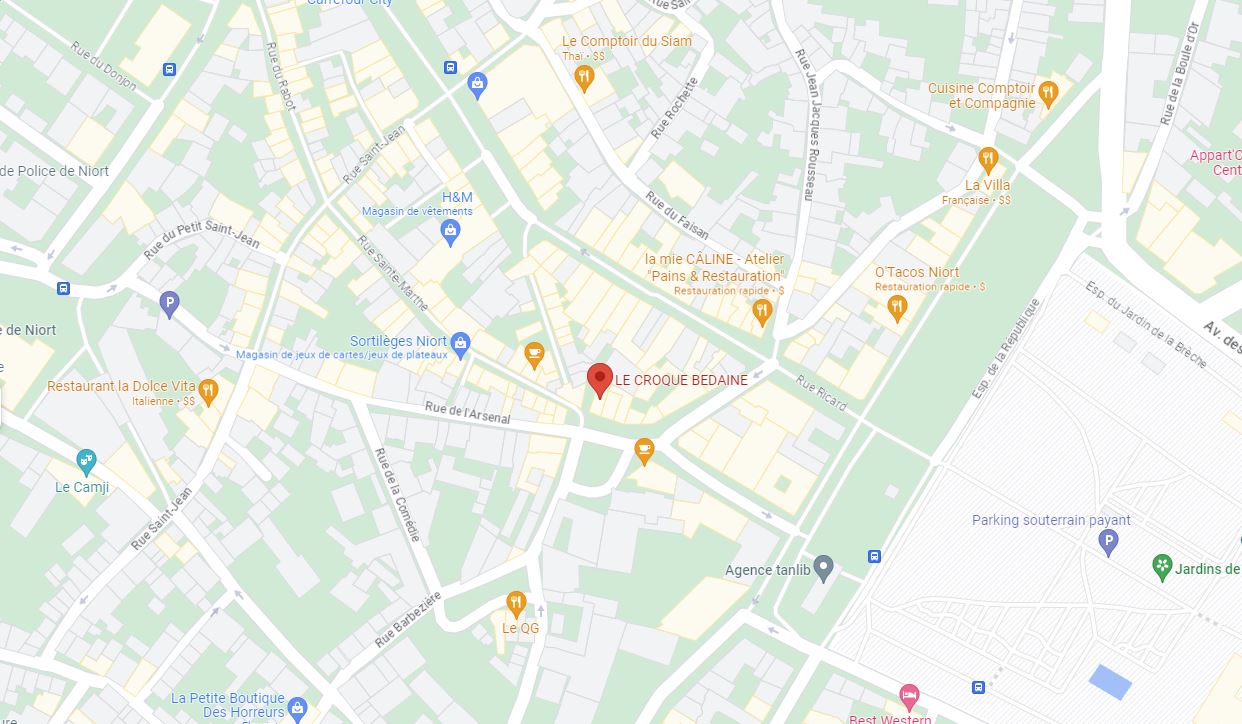 Carrefour City
Rue du Donjon
Rue du Rabot
Le Comptoir du Siam
Thaï • $$
Rue Rochette
Rue Jean Jacques Rousseau
Cuisine Comptoir
et Compagnie
Rue de la Boule d'Or
de Police de Niort
Rue Saint-Jean
H&M
Magasin de vêtements
La Villa
Française • $$
Appart'C
Cent
Rue du Petit Saint-Jean
Rue Sainte-Marthe
Rue du Faisan
la mie CÂLINE - Atelier
"Pains & Restauration"
Restauration rapide • $
O'Tacos Niort
Restauration rapide • $
P
Esp. du Jardin de la Brèche
Av. des
Esp. de la République
e de Niort
Sortilèges Niort
Magasin de jeux de cartes/jeux de plateaux
Restaurant la Dolce Vita
Italienne • $$
LE CROQUE BEDAINE
Rue Ricard
Rue de l'Arsenal
Rue de la Comédie
Le Camji
Rue Saint-Jean
Parking souterrain payant
P
Agence tanlib
Jardins de
Rue Barbezière
Le QG
La Petite Boutique
Des Horreurs
Best Western